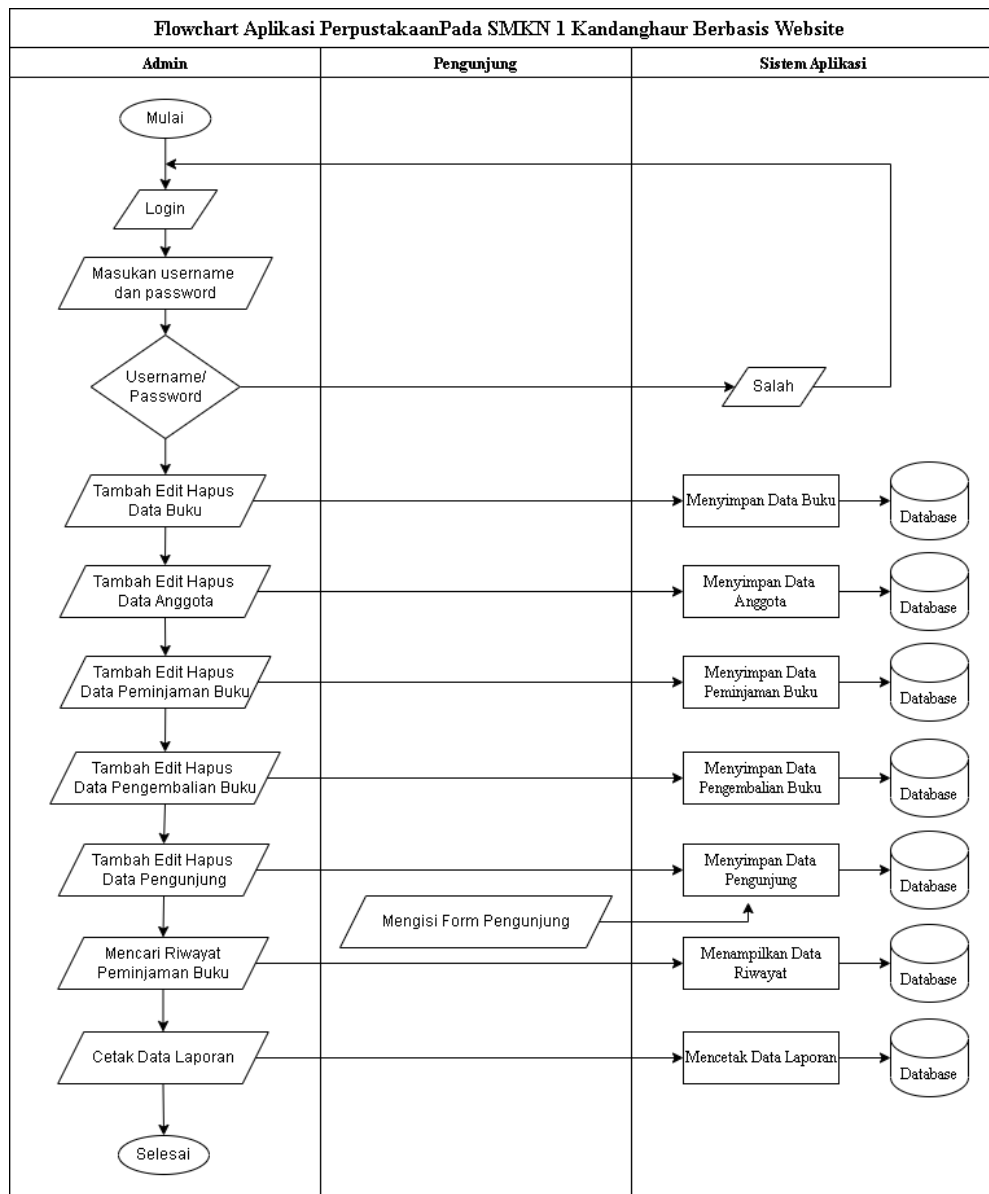 Flowchart Aplikasi PerpustakaanPada SMKN 1 Kandanghaur Berbasis Website
Admin
Pengunjung
Sistem Aplikasi
Mulai
Login
Masukan username
dan password
Username/
Password
Salah
Tambah Edit Hapus
Data Buku
Menyimpan Data Buku
Database
Tambah Edit Hapus
Data Anggota
Menyimpan Data
Anggota
Database
Tambah Edit Hapus
Data Peminjaman Buku
Menyimpan Data
Peminjaman Buku
Database
Tambah Edit Hapus
Data Pengembalian Buku
Menyimpan Data
Pengembalian Buku
Database
Tambah Edit Hapus
Data Pengunjung
Menyimpan Data
Pengunjung
Database
Mengisi Form Pengunjung
Mencari Riwayat
Peminjaman Buku
Menampilkan Data
Riwayat
Database
Cetak Data Laporan
Mencetak Data Laporan
Database
Selesai